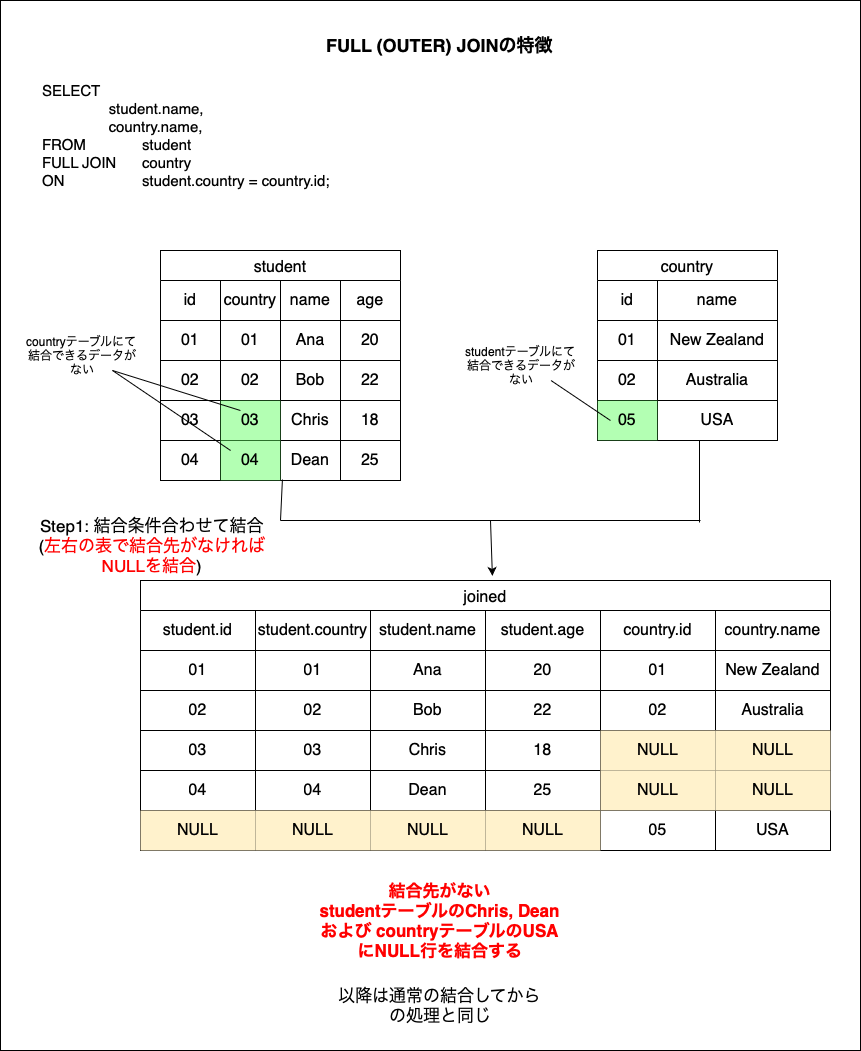 FULL (OUTER) JOINの特徴
SELECT
student.name,
country.name,
FROM student
FULL JOIN country
ON student.country = country.id;
student
id country name age
01 01 Ana 20
02 02 Bob 22
03 03 Chris 18
04 04 Dean 25
countryテーブルにて
結合できるデータが
ない
country
id name
01 New Zealand
02 Australia
05 USA
studentテーブルにて
結合できるデータが
ない
Step1: 結合条件合わせて結合
(左右の表で結合先がなければ
NULLを結合)
joined
student.id student.country student.name student.age country.id country.name
01 01 Ana 20 01 New Zealand
02 02 Bob 22 02 Australia
03 03 Chris 18 NULL NULL
04 04 Dean 25 NULL NULL
NULL NULL NULL NULL 05 USA
結合先がない
studentテーブルのChris, Dean
および countryテーブルのUSA
にNULL行を結合する
以降は通常の結合してから
の処理と同じ